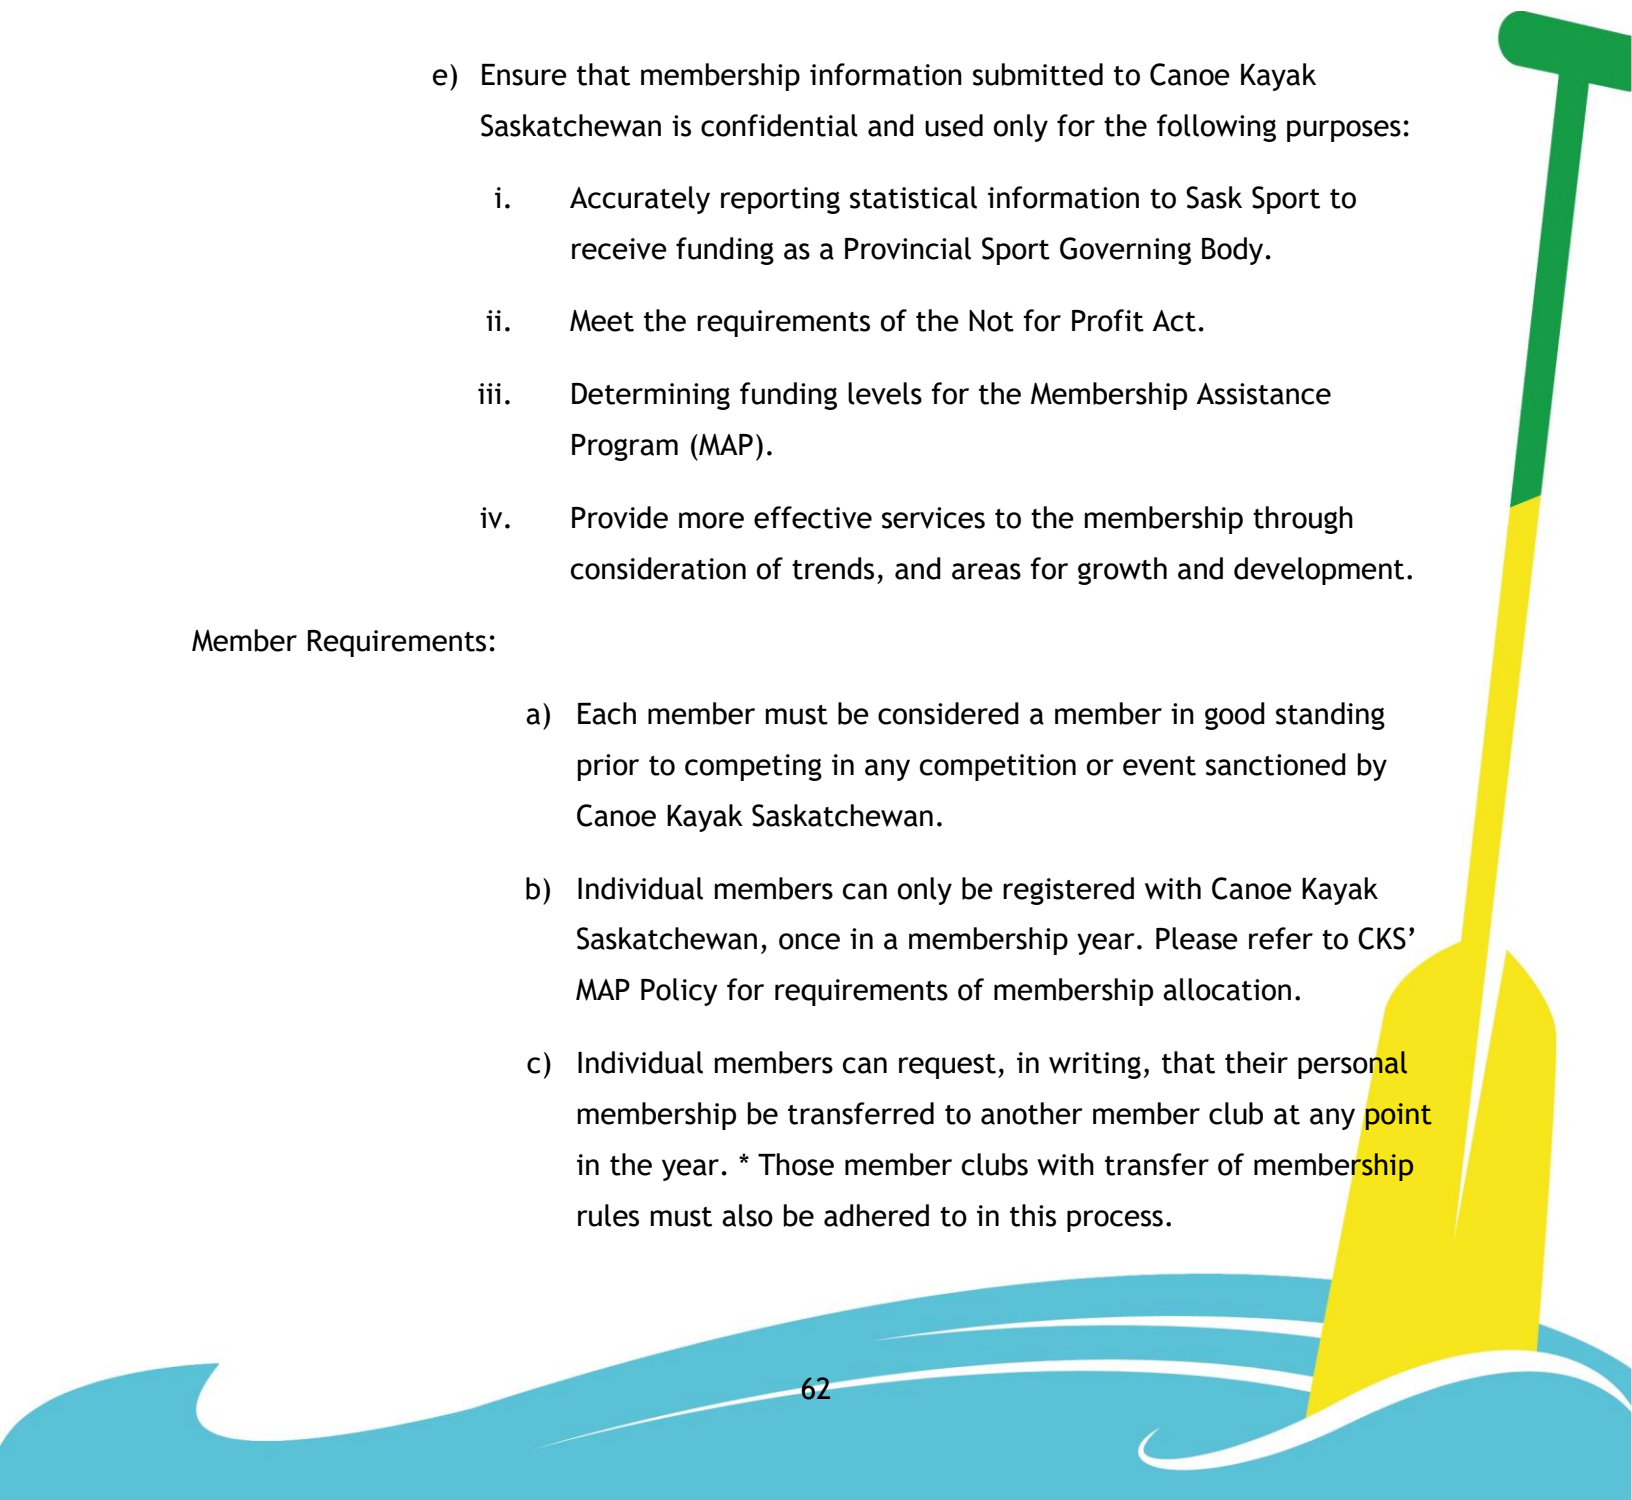 e) Ensure that membership information submitted to Canoe Kayak
Saskatchewan is confidential and used only for the following purposes:
i. Accurately reporting statistical information to Sask Sport to
receive funding as a Provincial Sport Governing Body.
ii. Meet the requirements of the Not for Profit Act.
iii. Determining funding levels for the Membership Assistance
Program (MAP).
iv. Provide more effective services to the membership through
consideration of trends, and areas for growth and development.
Member Requirements:
a) Each member must be considered a member in good standing
prior to competing in any competition or event sanctioned by
Canoe Kayak Saskatchewan.
b) Individual members can only be registered with Canoe Kayak
Saskatchewan, once in a membership year. Please refer to CKS’
MAP Policy for requirements of membership allocation.
c) Individual members can request, in writing, that their personal
membership be transferred to another member club at any point
in the year. * Those member clubs with transfer of membership
rules must also be adhered to in this process.
62